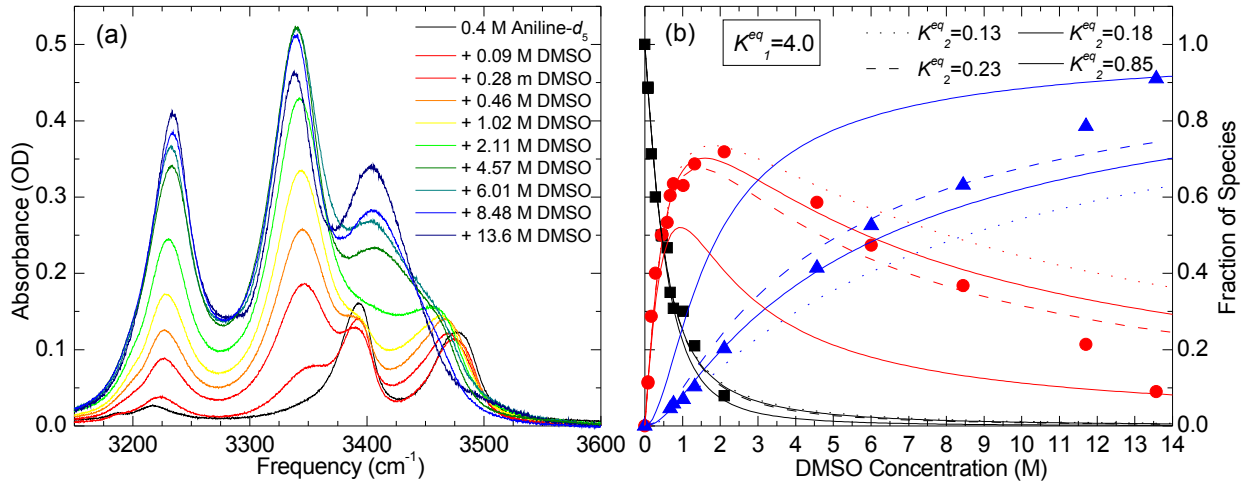 (a)
0.4 M Aniline-d₅
+ 0.09 M DMSO
+ 0.28 m DMSO
+ 0.46 M DMSO
+ 1.02 M DMSO
+ 2.11 M DMSO
+ 4.57 M DMSO
+ 6.01 M DMSO
+ 8.48 M DMSO
+ 13.6 M DMSO
Absorbance (OD)
0.5
0.4
0.3
0.2
0.1
0.0
3200 3300 3400 3500 3600
Frequency (cm⁻¹)
(b)
K₁ᵉᑫ=4.0
K₂ᵉᑫ=0.13
K₂ᵉᑫ=0.18
K₂ᵉᑫ=0.23
K₂ᵉᑫ=0.85
1.0
0.8
0.6
0.4
0.2
0.0
Fraction of Species
0 1 2 3 4 5 6 7 8 9 10 11 12 13 14
DMSO Concentration (M)